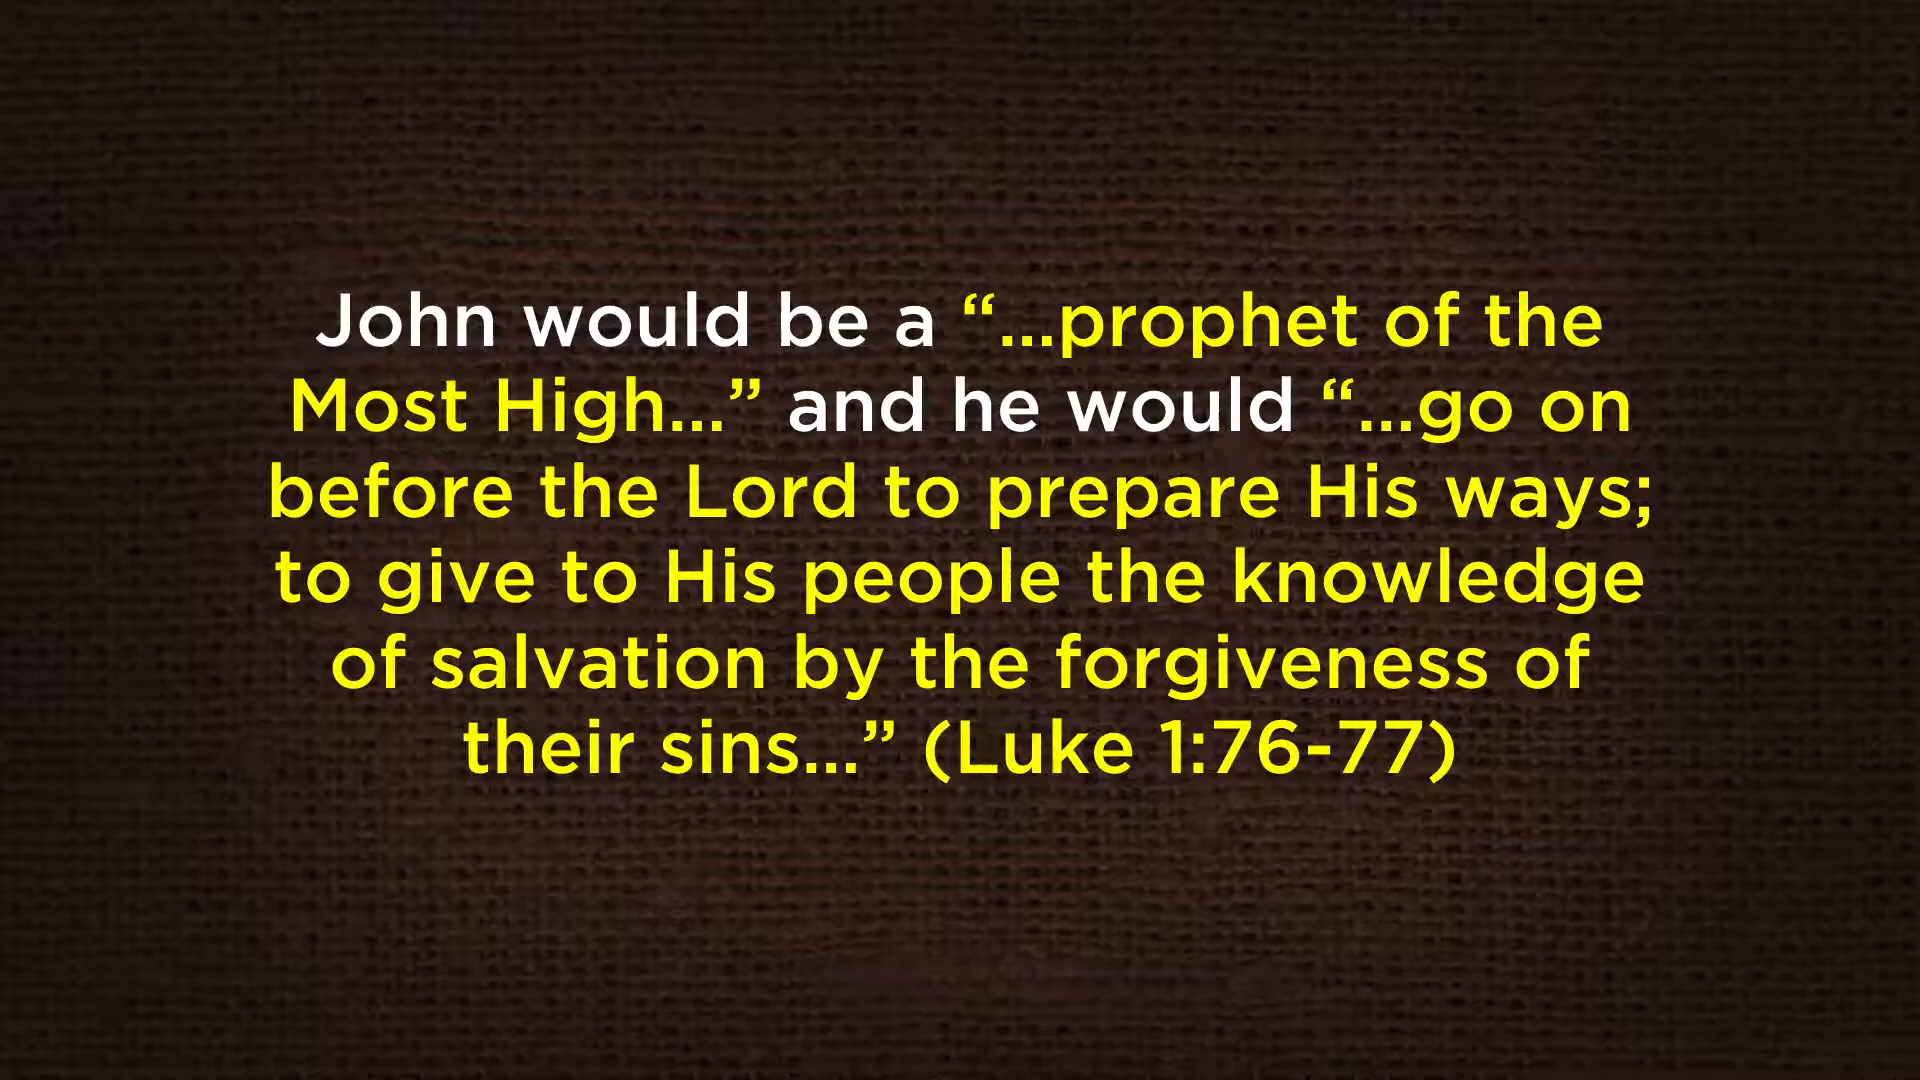 John would be a “...prophet of the
Most High...” and he would “...go on
before the Lord to prepare His ways;
to give to His people the knowledge
of salvation by the forgiveness of
their sins...” (Luke 1:76-77)